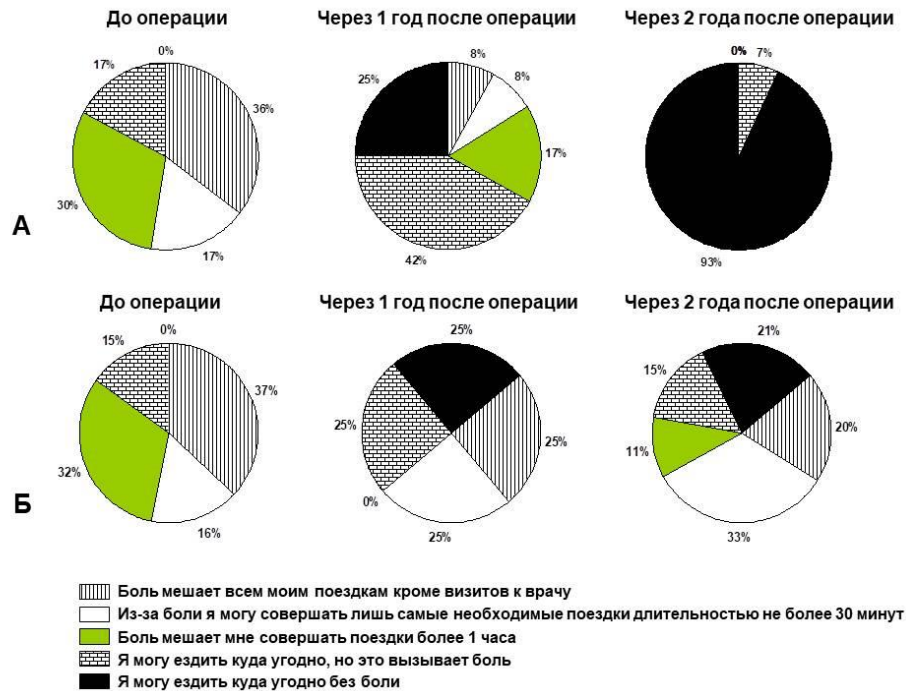 До операции
Через 1 год после операции
Через 2 года после операции
0%
17%
36%
30%
17%
8%
25%
8%
17%
42%
0%
7%
93%
А
До операции
Через 1 год после операции
Через 2 года после операции
0%
15%
37%
32%
16%
25%
25%
25%
0%
25%
21%
15%
20%
11%
33%
Б
Боль мешает всем моим поездкам кроме визитов к врачу
Из-за боли я могу совершать лишь самые необходимые поездки длительностью не более 30 минут
Боль мешает мне совершать поездки более 1 часа
Я могу ездить куда угодно, но это вызывает боль
Я могу ездить куда угодно без боли